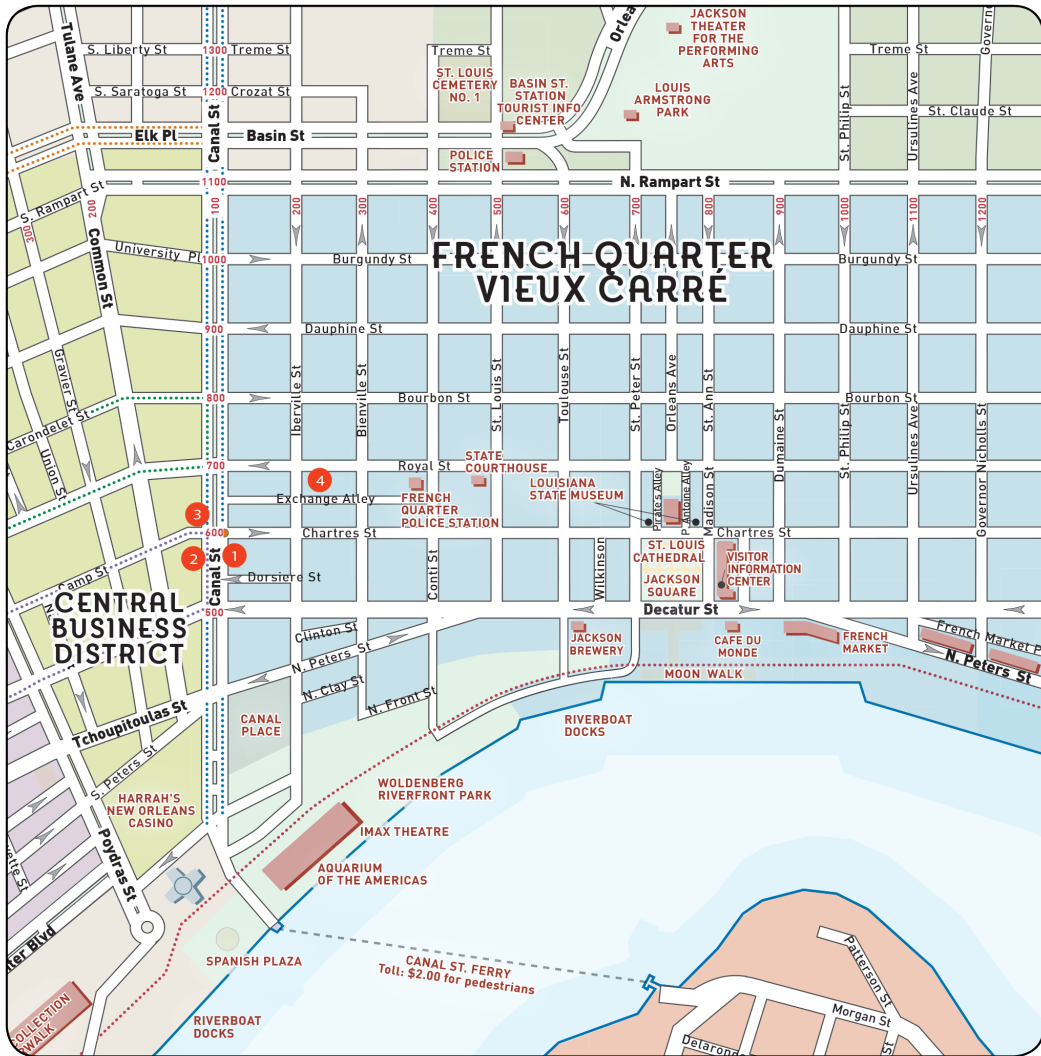 Tulane Ave
S. Liberty St
1300
Treme St
Treme St
Orlea
JACKSON
THEATER
FOR THE
PERFORMING
ARTS
Treme St
Governo
S. Saratoga St
1200
Crozat St
ST. LOUIS
CEMETERY
NO. 1
BASIN ST.
STATION
TOURIST INFO
CENTER
LOUIS
ARMSTRONG
PARK
St. Philip St
Ursulines Ave
St. Claude St
Elk Pl
Canal St
Basin St
POLICE
STATION
S. Rampart St
1100
N. Rampart St
300
200
100
200
300
400
500
600
700
800
900
1000
1100
1200
Common St
University Pl
1000
Burgundy St
Burgundy St
FRENCH QUARTER
VIEUX CARRÉ
900
Dauphine St
Dauphine St
Gravier St
Iberville St
Bienville St
St. Louis St
Toulouse St
St. Peter St
Orleans Ave
St. Ann St
800
Bourbon St
Bourbon St
Carondelet St
Union St
Dumaine St
St. Philip St
Ursulines Ave
Governor Nicholls St
700
Royal St
STATE
COURTHOUSE
4
Exchange Alley
FRENCH
QUARTER
POLICE STATION
LOUISIANA
STATE MUSEUM
Pirate's Alley
P. Antoine Alley
Madison St
3
600
Chartres St
Chartres St
2
1
Canal St
Dorsiere St
Conti St
Wilkinson
ST. LOUIS
CATHEDRAL
JACKSON
SQUARE
VISITOR
INFORMATION
CENTER
Camp St
CENTRAL
BUSINESS
DISTRICT
500
Decatur St
Clinton St
N. Peters St
JACKSON
BREWERY
CAFE DU
MONDE
FRENCH
MARKET
French Market P
N. Peters St
MOON WALK
N. Clay St
N. Front St
Tchoupitoulas St
CANAL
PLACE
RIVERBOAT
DOCKS
S. Peters St
HARRAH'S
NEW ORLEANS
CASINO
WOLDENBERG
RIVERFRONT PARK
IMAX THEATRE
Poydras St
yette St
AQUARIUM
OF THE AMERICAS
nter Blvd
SPANISH PLAZA
CANAL ST. FERRY
Toll: $2.00 for pedestrians
Patterson St
RIVERBOAT
DOCKS
COLLECTION
WALK
Morgan St
Delaronde
St